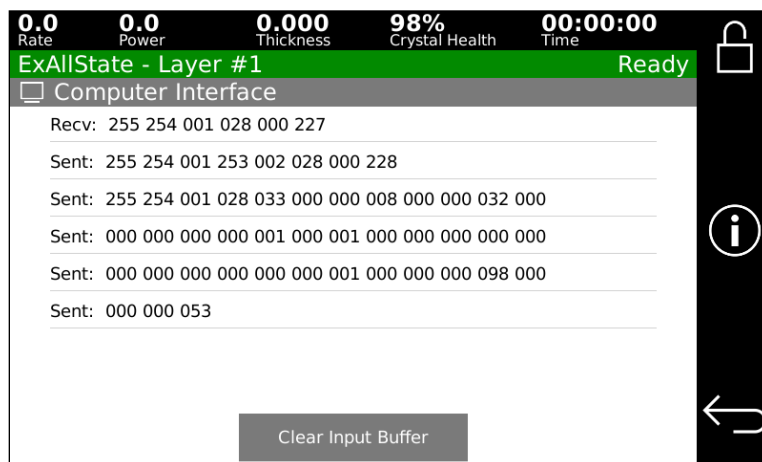 0.0 0.0 0.000 98% 00:00:00
Rate Power Thickness Crystal Health Time
ExAllState - Layer #1 Ready
Computer Interface
Recv: 255 254 001 028 000 227
Sent: 255 254 001 253 002 028 000 228
Sent: 255 254 001 028 033 000 000 008 000 000 032 000
Sent: 000 000 000 000 001 000 001 000 000 000 000 000
Sent: 000 000 000 000 000 000 001 000 000 000 098 000
Sent: 000 000 053
Clear Input Buffer